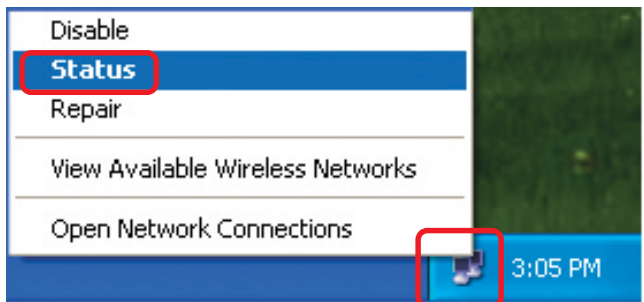 Disable
Status
Repair
View Available Wireless Networks
Open Network Connections
3:05 PM